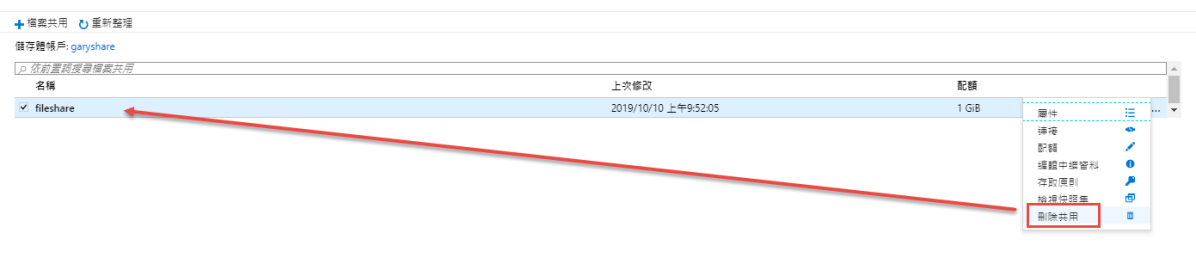 檔案共用 重新整理
儲存體帳戶: garyshare
依前置詞搜尋檔案共用
名稱 上次修改 配額
fileshare 2019/10/10 上午9:52:05 1 GiB ...
屬性
連接
配額
編輯中繼資料
存取原則
檢視快照集
刪除共用